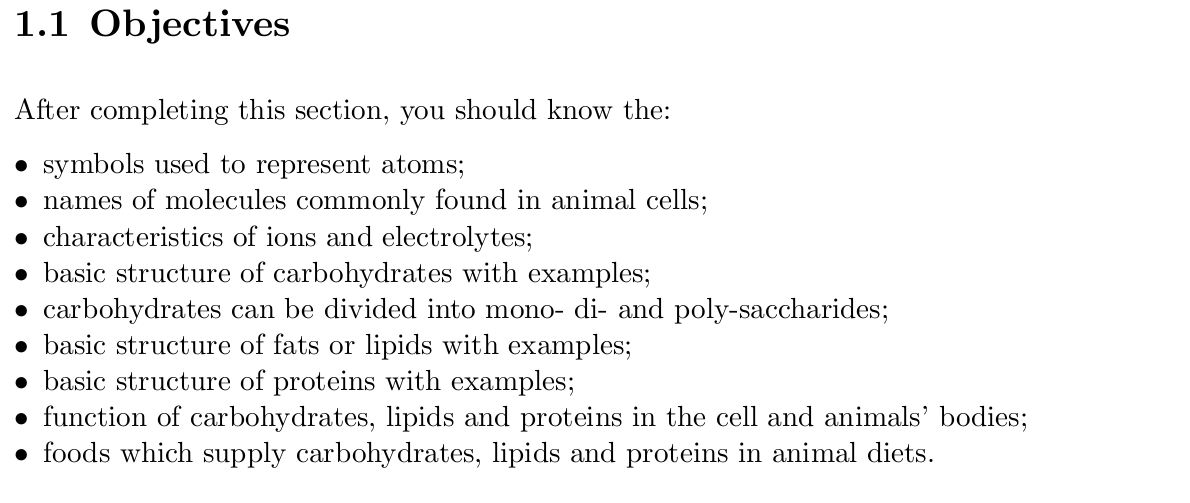 1.1 Objectives
After completing this section, you should know the:
• symbols used to represent atoms;
• names of molecules commonly found in animal cells;
• characteristics of ions and electrolytes;
• basic structure of carbohydrates with examples;
• carbohydrates can be divided into mono- di- and poly-saccharides;
• basic structure of fats or lipids with examples;
• basic structure of proteins with examples;
• function of carbohydrates, lipids and proteins in the cell and animals' bodies;
• foods which supply carbohydrates, lipids and proteins in animal diets.